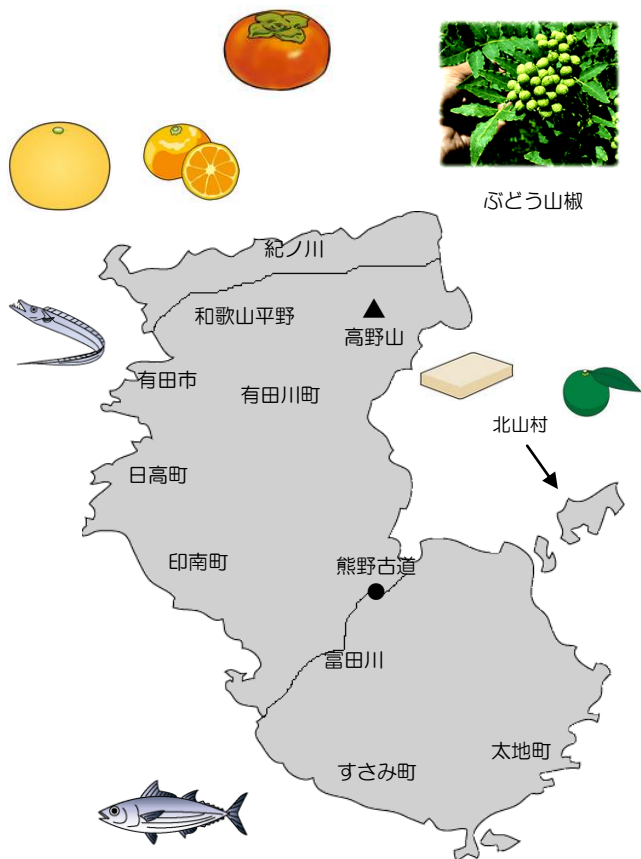 ぶどう山椒
紀ノ川
和歌山平野
高野山
有田市
有田川町
北山村
日高町
印南町
熊野古道
富田川
太地町
すさみ町